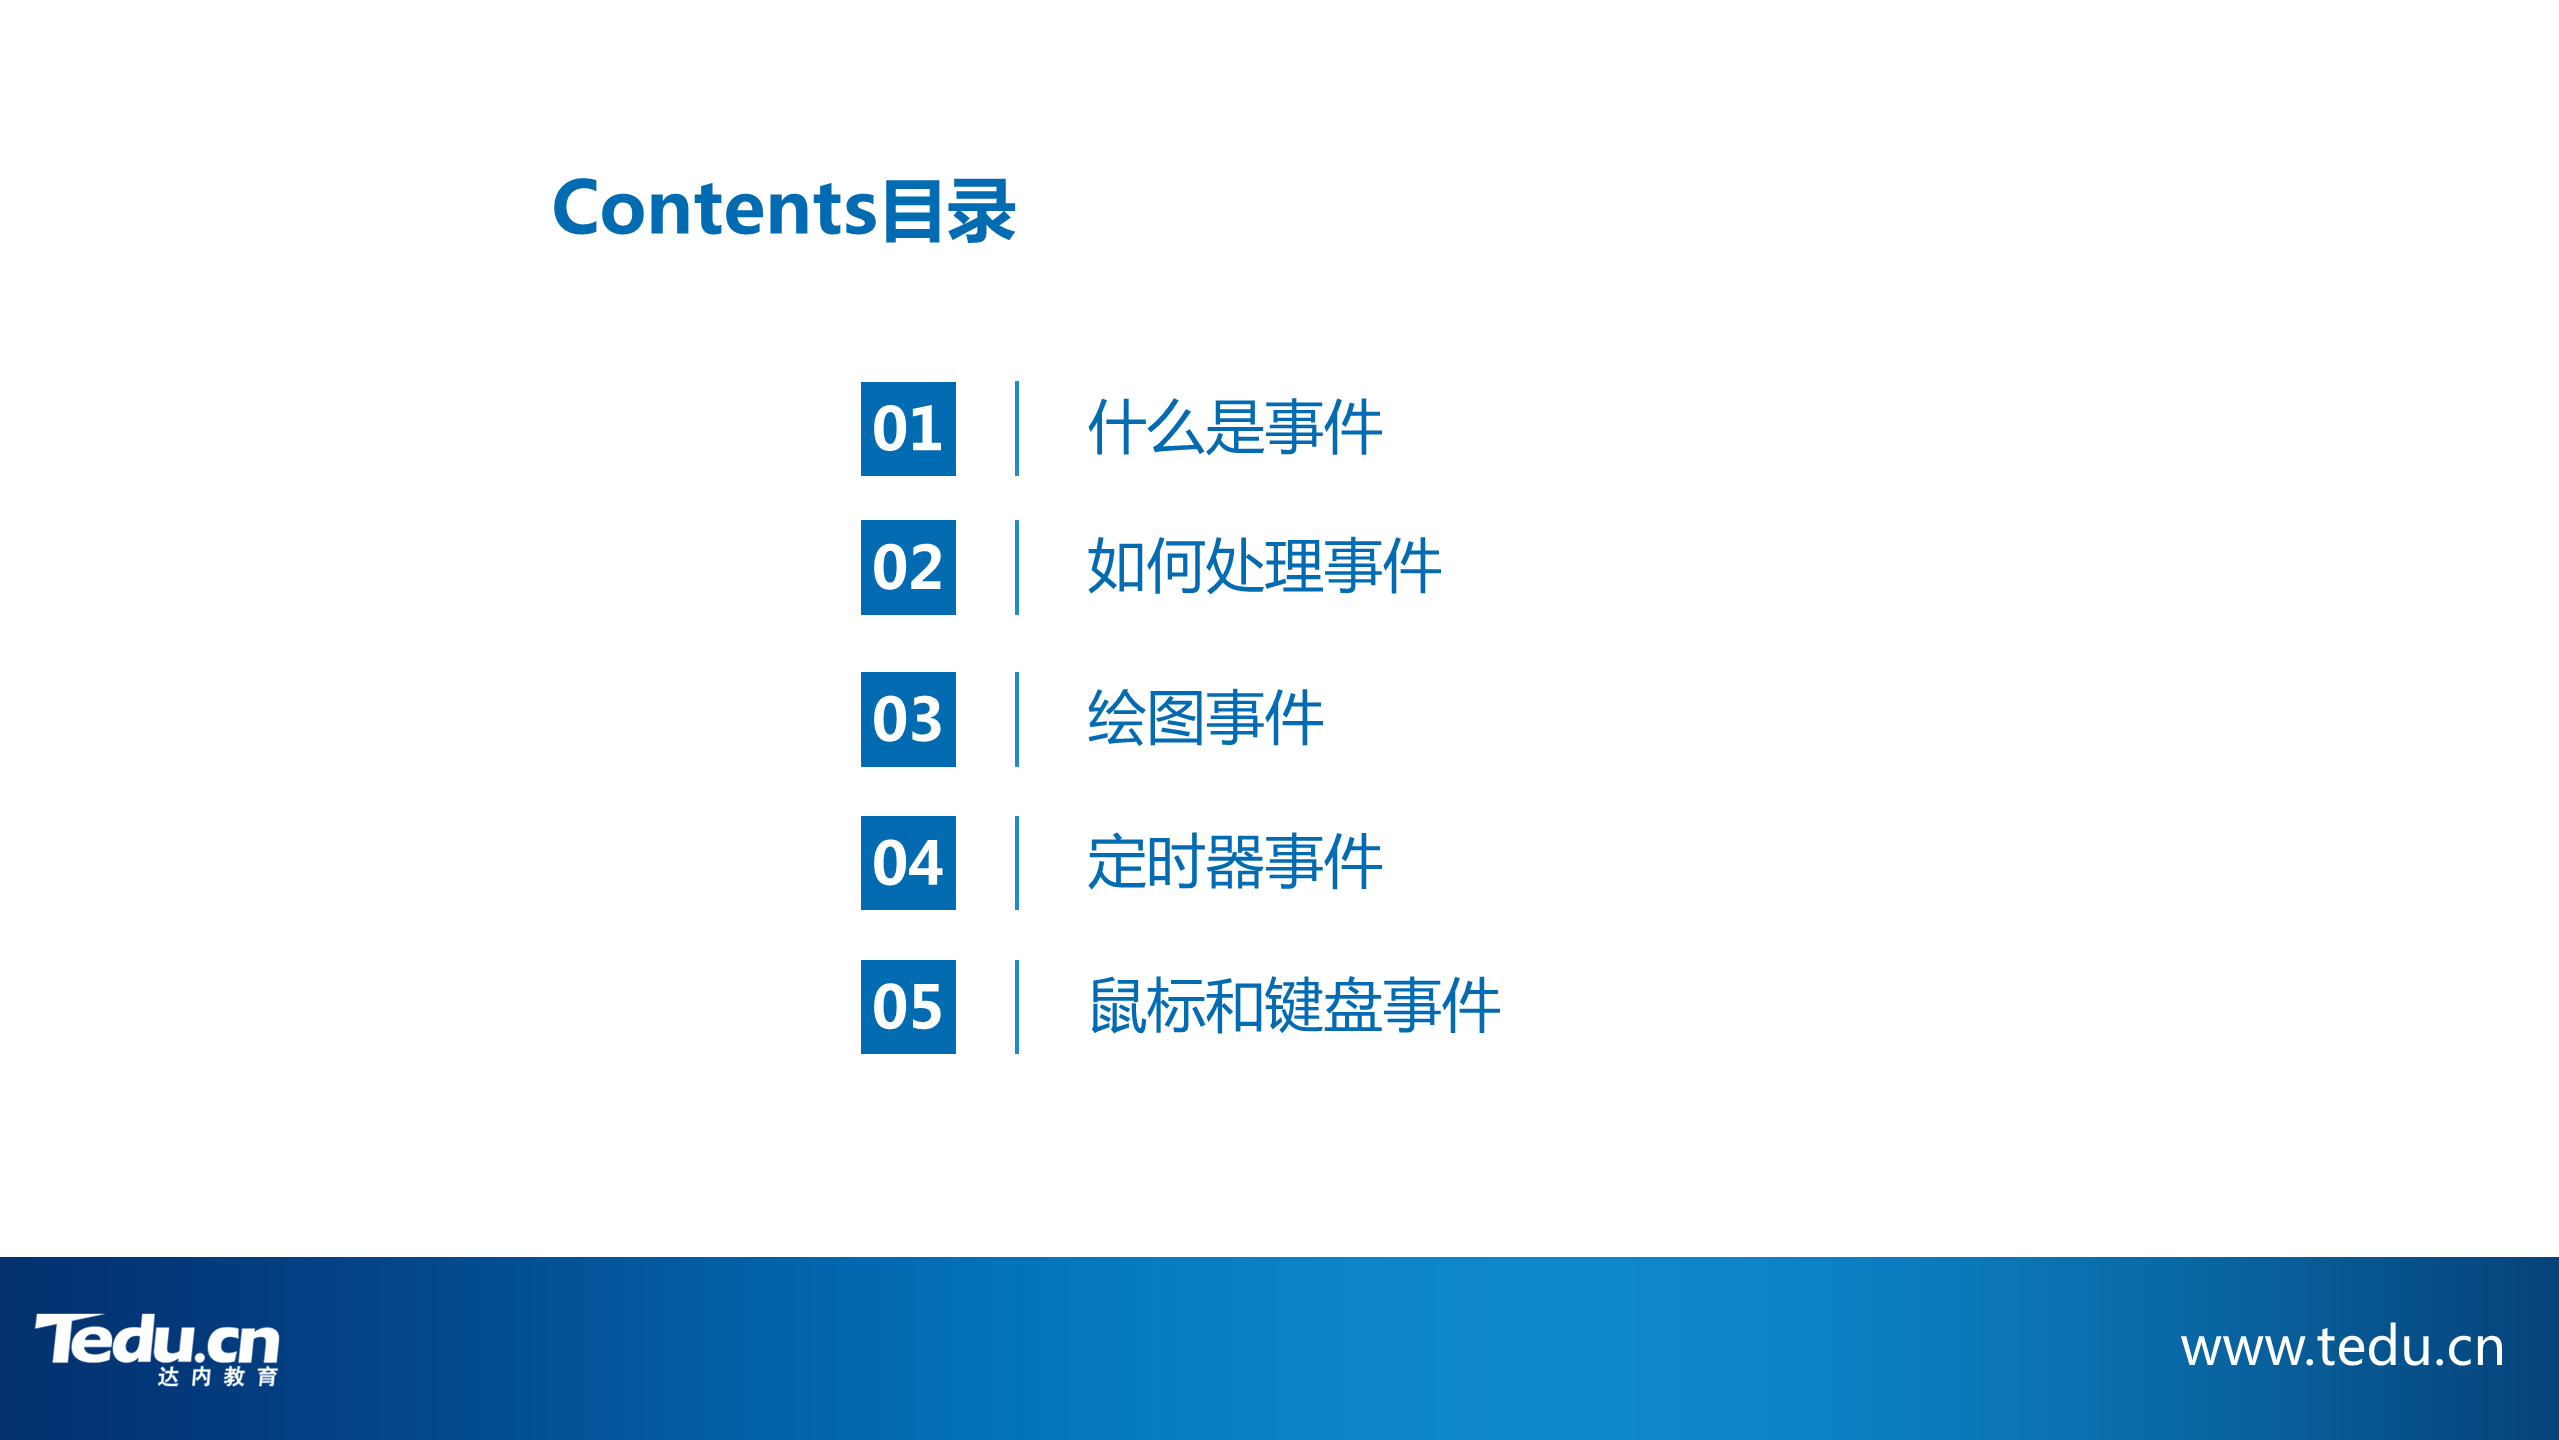 Contents目录
01 什么是事件
02 如何处理事件
03 绘图事件
04 定时器事件
05 鼠标和键盘事件
Tedu.cn
达内教育
www.tedu.cn